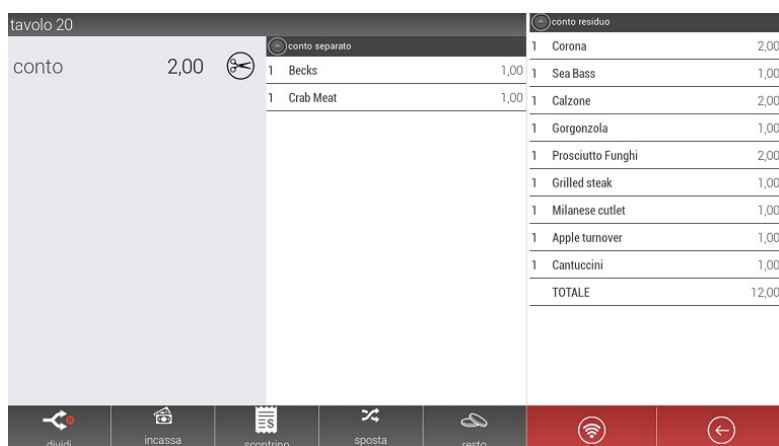 tavolo 20
conto 2,00
conto separato
1 Becks 1,00
1 Crab Meat 1,00
conto residuo
1 Corona 2,00
1 Sea Bass 1,00
1 Calzone 2,00
1 Gorgonzola 1,00
1 Prosciutto Funghi 2,00
1 Grilled steak 1,00
1 Milanese cutlet 1,00
1 Apple turnover 1,00
1 Cantuccini 1,00
TOTALE 12,00
dividi incassa scontrino sposta resto